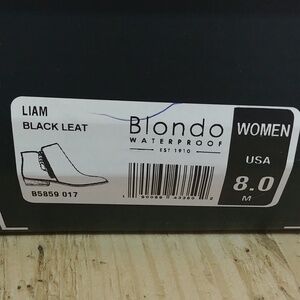 LIAM
BLACK LEAT
B5859 017
Blondo
WATERPROOF
EST 1910
WOMEN
USA
8.0
M